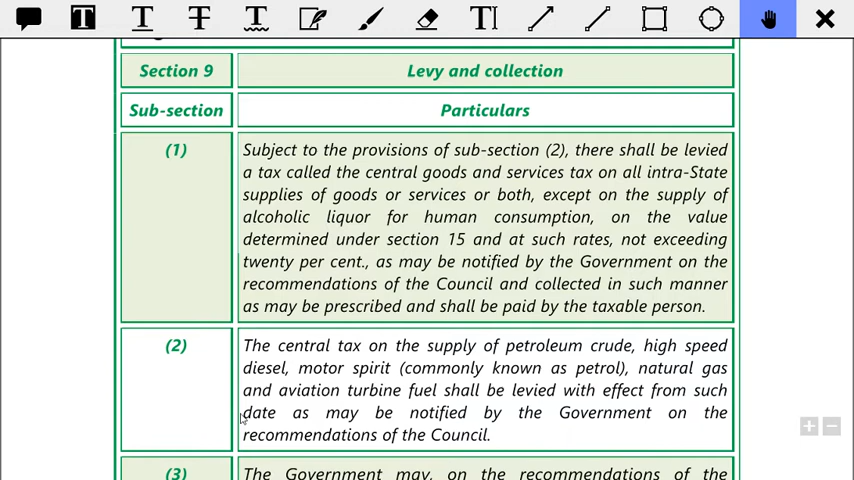 Section 9
Levy and collection
Sub-section
Particulars
(1)
Subject to the provisions of sub-section (2), there shall be levied
a tax called the central goods and services tax on all intra-State
supplies of goods or services or both, except on the supply of
alcoholic liquor for human consumption, on the value
determined under section 15 and at such rates, not exceeding
twenty per cent., as may be notified by the Government on the
recommendations of the Council and collected in such manner
as may be prescribed and shall be paid by the taxable person.
(2)
The central tax on the supply of petroleum crude, high speed
diesel, motor spirit (commonly known as petrol), natural gas
and aviation turbine fuel shall be levied with effect from such
date as may be notified by the Government on the
recommendations of the Council.
(3)
The Government may, on the recommendations of the